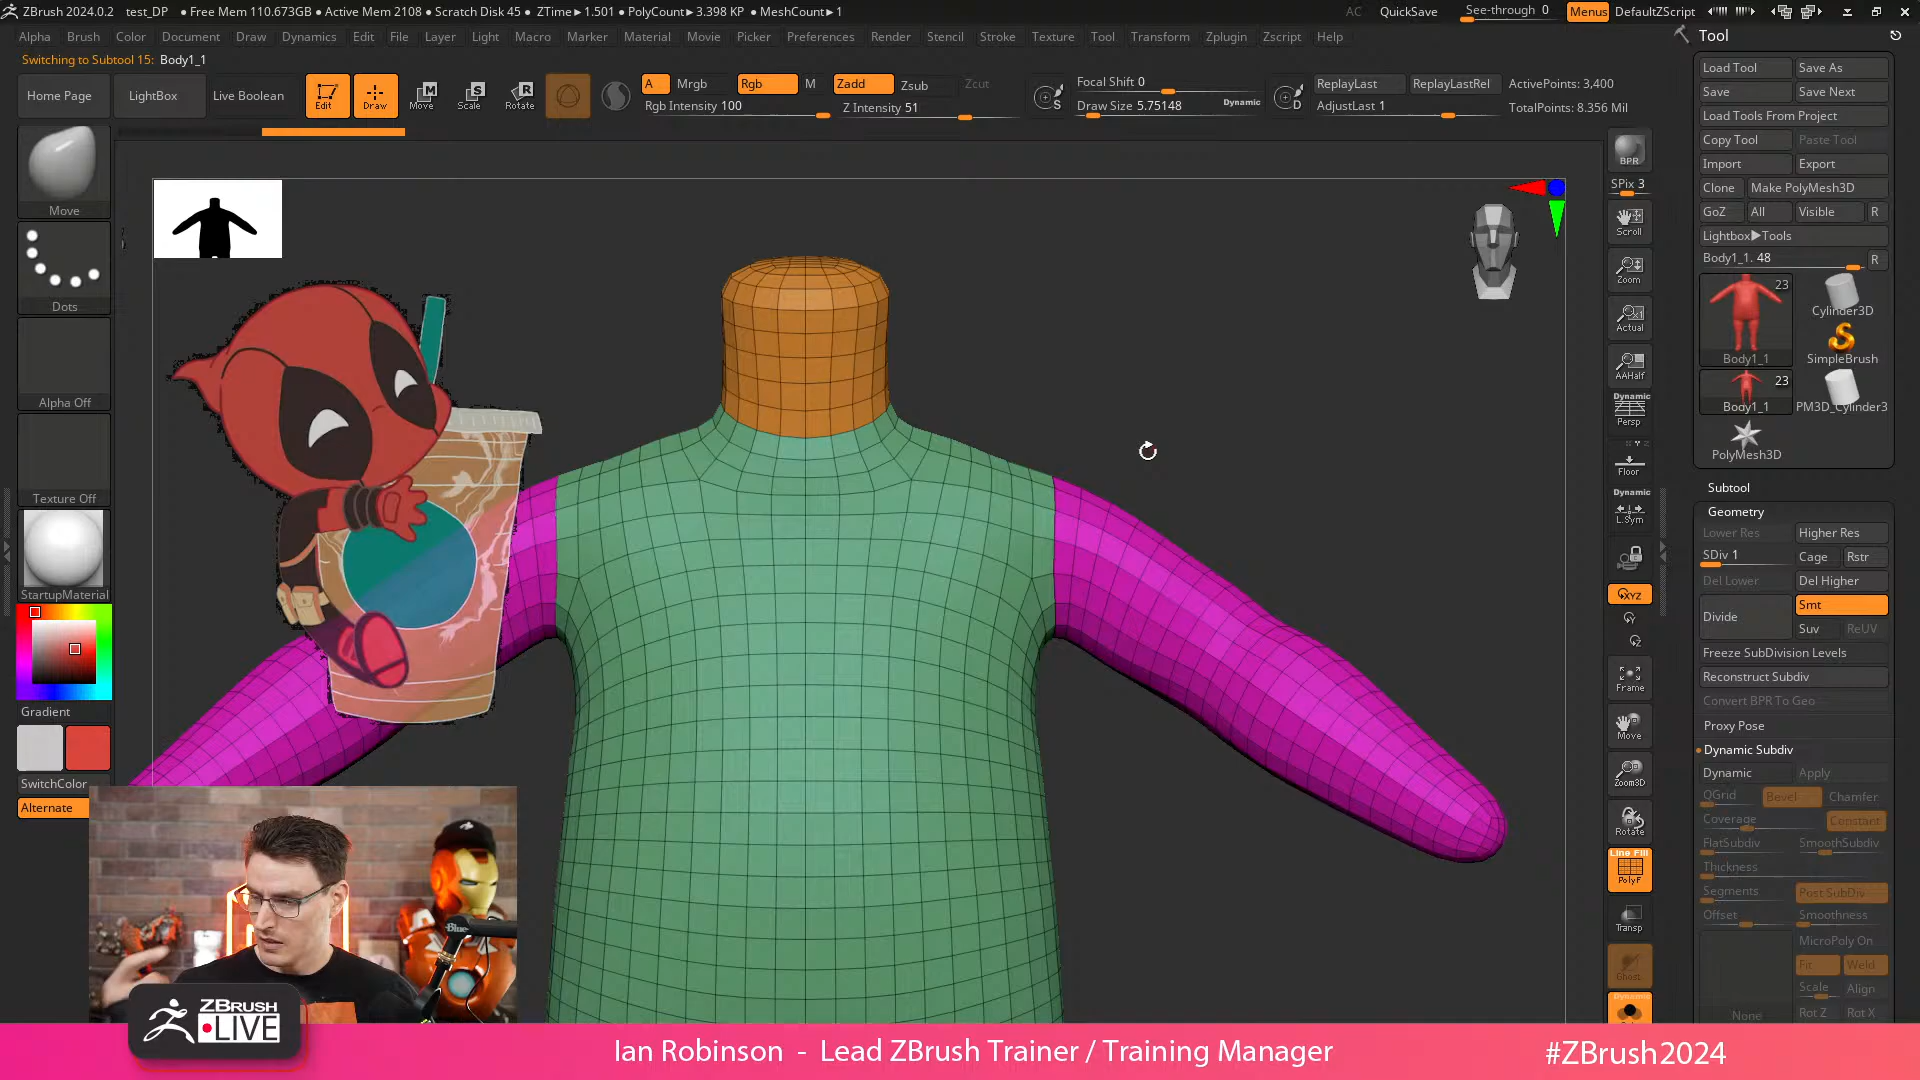 ZBrush 2024.0.2 test_DP ● Free Mem 110.673GB ● Active Mem 2108 ● Scratch Disk 45 ● ZTime►1.501 ● PolyCount►3.398 KP ● MeshCount►1
AC QuickSave See-through 0 Menus DefaultZScript
Alpha Brush Color Document Draw Dynamics Edit File Layer Light Macro Marker Material Movie Picker Preferences Render Stencil Stroke Texture Tool Transform Zplugin Zscript Help
Switching to Subtool 15: Body1_1
Home Page LightBox Live Boolean Edit Draw Move Scale Rotate
A Mrgb Rgb M Zadd Zsub Zcut
Rgb Intensity 100 Z Intensity 51
S Focal Shift 0
Draw Size 5.75148 Dynamic
D ReplayLast ReplayLastRel ActivePoints: 3,400
AdjustLast 1 TotalPoints: 8.356 Mil
Move
Dots
Alpha Off
Texture Off
StartupMaterial
Gradient
SwitchColor
Alternate
BPR
SPix 3
Scroll
Zoom
Actual
AAHalf
Dynamic
Persp
Floor
Dynamic
L.Sym
XYZ
Y
Z
Frame
Move
Zoom3D
Rotate
Line Fill
PolyF
Transp
Ghost
Dynamic
Tool
Load Tool Save As
Save Save Next
Load Tools From Project
Copy Tool Paste Tool
Import Export
Clone Make PolyMesh3D
GoZ All Visible R
Lightbox►Tools
Body1_1. 48 R
23
Cylinder3D
Body1_1 SimpleBrush
23
Body1_1 PM3D_Cylinder3
PolyMesh3D
Subtool
Geometry
Lower Res Higher Res
SDiv 1 Cage Rstr
Del Lower Del Higher
Divide Smt
Suv ReUV
Freeze SubDivision Levels
Reconstruct Subdiv
Convert BPR To Geo
Proxy Pose
Dynamic Subdiv
Dynamic Apply
QGrid Bevel Chamfer
Coverage Constant
FlatSubdiv SmoothSubdiv
Thickness
Segments Post SubDiv
Offset Smoothness
MicroPoly On
Fit Weld
Scale Align
None Rot Z Rot X
Blue
ZBRUSH
LIVE
Ian Robinson - Lead ZBrush Trainer / Training Manager
#ZBrush2024